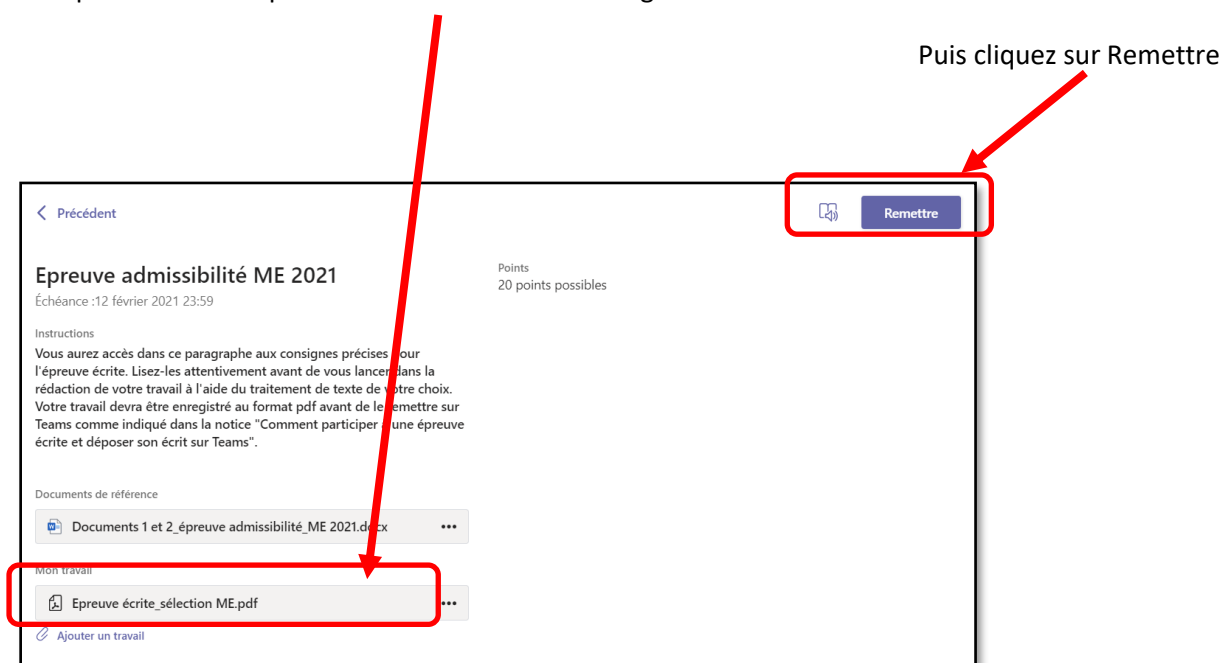 Puis cliquez sur Remettre
Précédent
Remettre
Epreuve admissibilité ME 2021
Échéance :12 février 2021 23:59
Points
20 points possibles
Instructions
Vous aurez accès dans ce paragraphe aux consignes précises pour
l'épreuve écrite. Lisez-les attentivement avant de vous lancer dans la
rédaction de votre travail à l'aide du traitement de texte de votre choix.
Votre travail devra être enregistré au format pdf avant de le remettre sur
Teams comme indiqué dans la notice "Comment participer à une épreuve
écrite et déposer son écrit sur Teams".
Documents de référence
Documents 1 et 2_épreuve admissibilité_ME 2021.docx
Mon travail
Epreuve écrite_sélection ME.pdf
Ajouter un travail